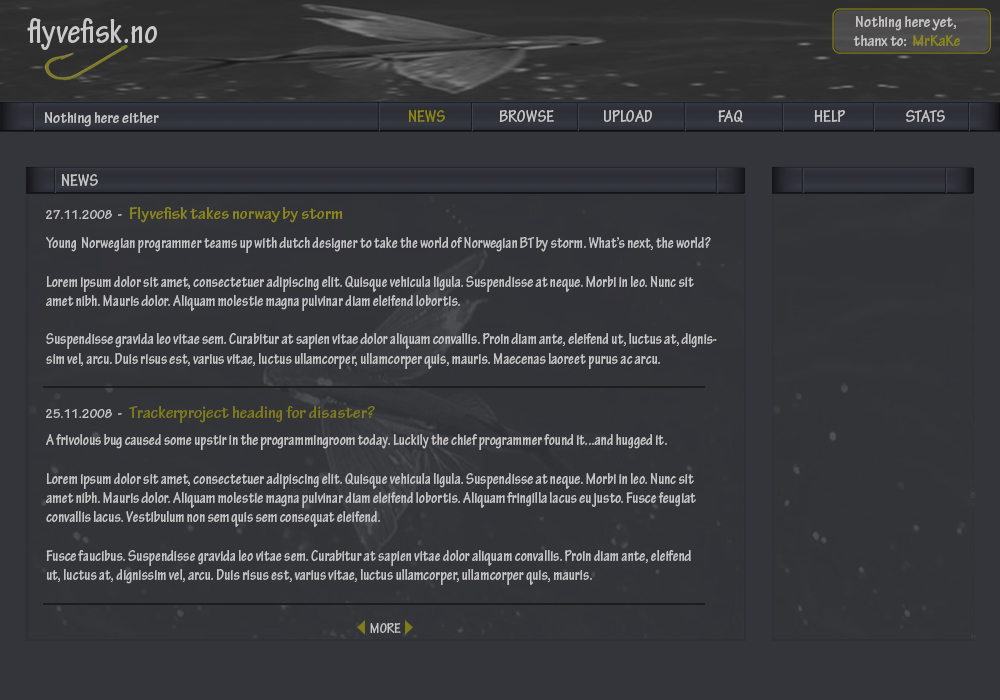 flyvefisk.no
Nothing here yet,
thanx to: MrKaKe
Nothing here either
NEWS
BROWSE
UPLOAD
FAQ
HELP
STATS
NEWS
27.11.2008 - Flyvefisk takes norway by storm
Young Norwegian programmer teams up with dutch designer to take the world of Norwegian BT by storm. What's next, the world?
Lorem ipsum dolor sit amet, consectetuer adipiscing elit. Quisque vehicula ligula. Suspendisse at neque. Morbi in leo. Nunc sit
amet nibh. Mauris dolor. Aliquam molestie magna pulvinar diam eleifend lobortis.
Suspendisse gravida leo vitae sem. Curabitur at sapien vitae dolor aliquam convallis. Proin diam ante, eleifend ut, luctus at, dignis-
sim vel, arcu. Duis risus est, varius vitae, luctus ullamcorper, ullamcorper quis, mauris. Maecenas laoreet purus ac arcu.
25.11.2008 - Trackerproject heading for disaster?
A frivolous bug caused some upstir in the programmingroom today. Luckily the chief programmer found it...and hugged it.
Lorem ipsum dolor sit amet, consectetuer adipiscing elit. Quisque vehicula ligula. Suspendisse at neque. Morbi in leo. Nunc sit
amet nibh. Mauris dolor. Aliquam molestie magna pulvinar diam eleifend lobortis. Aliquam fringilla lacus eu justo. Fusce feugiat
convallis lacus. Vestibulum non sem quis sem consequat eleifend.
Fusce faucibus. Suspendisse gravida leo vitae sem. Curabitur at sapien vitae dolor aliquam convallis. Proin diam ante, eleifend
ut, luctus at, dignissim vel, arcu. Duis risus est, varius vitae, luctus ullamcorper, ullamcorper quis, mauris.
MORE